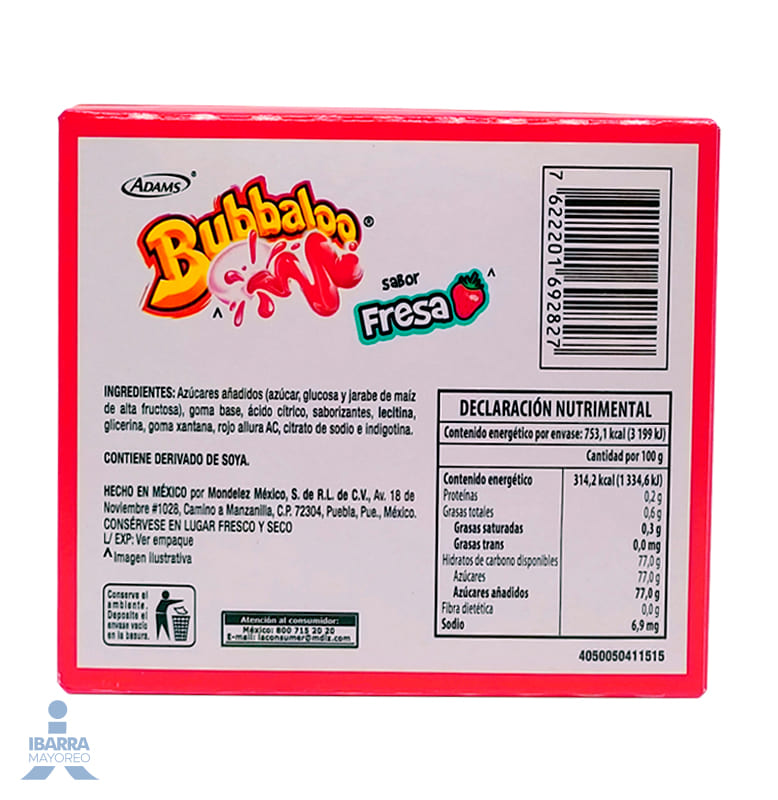 ADAMS®
Bubbaloo®
^
sabor
Fresa
^
7 622201 692827
INGREDIENTES: Azúcares añadidos (azúcar, glucosa y jarabe de maíz
de alta fructosa), goma base, ácido cítrico, saborizantes, lecitina,
glicerina, goma xantana, rojo allura AC, citrato de sodio e indigotina.
CONTIENE DERIVADO DE SOYA.
HECHO EN MÉXICO por Mondelez México, S. de R.L. de C.V., Av. 18 de
Noviembre #1028, Camino a Manzanilla, C.P. 72304, Puebla, Pue., México.
CONSÉRVESE EN LUGAR FRESCO Y SECO
L/ EXP: Ver empaque
^Imagen ilustrativa
Conserve el
ambiente.
Deposite el
envase vacío
en la basura.
Atención al consumidor:
México: 800 715 20 20
E-mail: laconsumer@mdlz.com
DECLARACIÓN NUTRIMENTAL
Contenido energético por envase: 753,1 kcal (3 199 kJ)
Cantidad por 100 g
Contenido energético 314,2 kcal (1 334,6 kJ)
Proteínas 0,2 g
Grasas totales 0,6 g
Grasas saturadas 0,3 g
Grasas trans 0,0 mg
Hidratos de carbono disponibles 77,0 g
Azúcares 77,0 g
Azúcares añadidos 77,0 g
Fibra dietética 0,0 g
Sodio 6,9 mg
4050050411515
IBARRA
MAYOREO